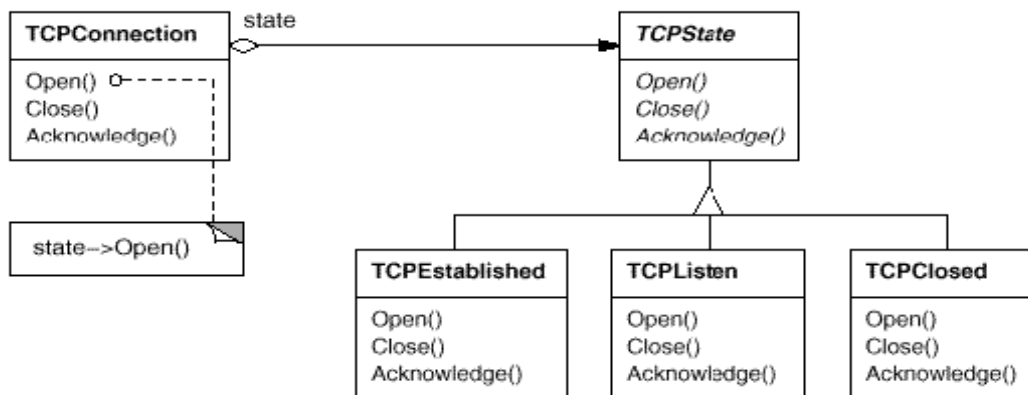 state
TCPConnection
Open()
Close()
Acknowledge()
state->Open()
TCPState
Open()
Close()
Acknowledge()
TCPEstablished
Open()
Close()
Acknowledge()
TCPListen
Open()
Close()
Acknowledge()
TCPClosed
Open()
Close()
Acknowledge()